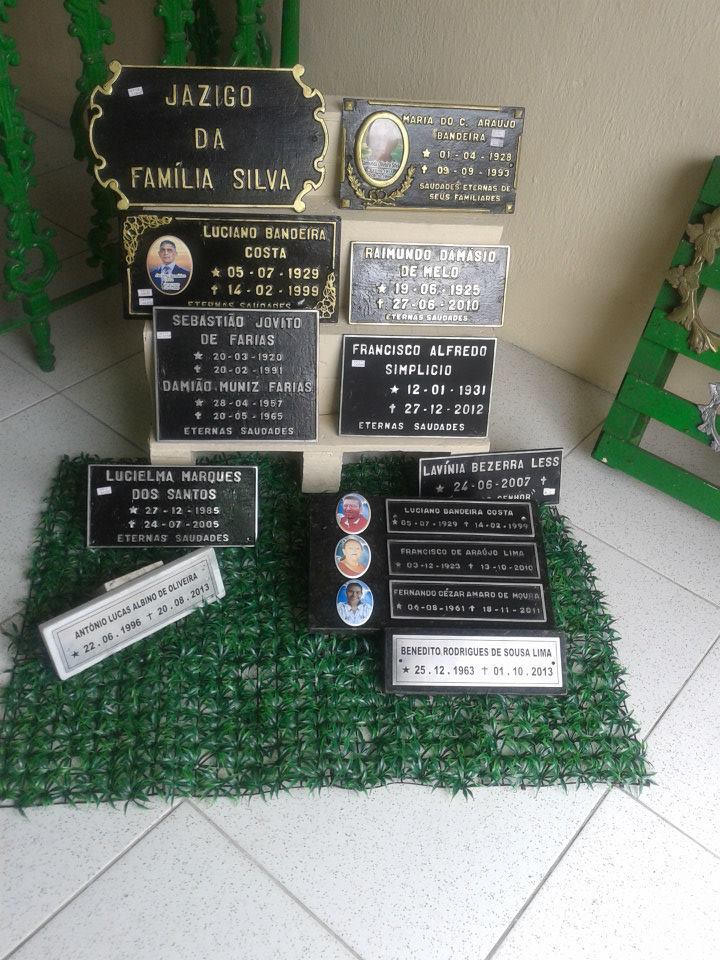 JAZIGO
DA
FAMÍLIA SILVA
MARIA DO C. ARAUJO
BANDEIRA
★ 01-04-1928
✝ 09-09-1993
SAUDADES ETERNAS DE
SEUS FAMILIARES
LUCIANO BANDEIRA
COSTA
★ 05-07-1929
✝ 14-02-1999
ETERNAS SAUDADES
RAIMUNDO DAMÁSIO
DE MELO
★ 19-06-1925
✝ 27-06-2010
ETERNAS SAUDADES
SEBASTIÃO JOVITO
DE FARIAS
★ 20-03-1920
✝ 20-02-1991
DAMIÃO MUNIZ FARIAS
★ 28-04-1957
✝ 20-05-1965
ETERNAS SAUDADES
FRANCISCO ALFREDO
SIMPLICIO
★ 12-01-1931
✝ 27-12-2012
ETERNAS SAUDADES
LUCIELMA MARQUES
DOS SANTOS
★ 27-12-1985
✝ 24-07-2005
ETERNAS SAUDADES
LAVÍNIA BEZERRA LESS
★ 24-06-2007 ✝
SENHOR
LUCIANO BANDEIRA COSTA
★ 05-07-1929 ✝ 14-02-1999
FRANCISCO DE ARAÚJO LIMA
★ 03-12-1923 ✝ 13-10-2010
FERNANDO CÉZAR AMARO DE MOURA
★ 06-08-1961 ✝ 18-11-2011
ANTÔNIO LUCAS ALBINO DE OLIVEIRA
★ 22.06.1996 ✝ 20.08.2013
BENEDITO RODRIGUES DE SOUSA LIMA
★ 25.12.1963 ✝ 01.10.2013